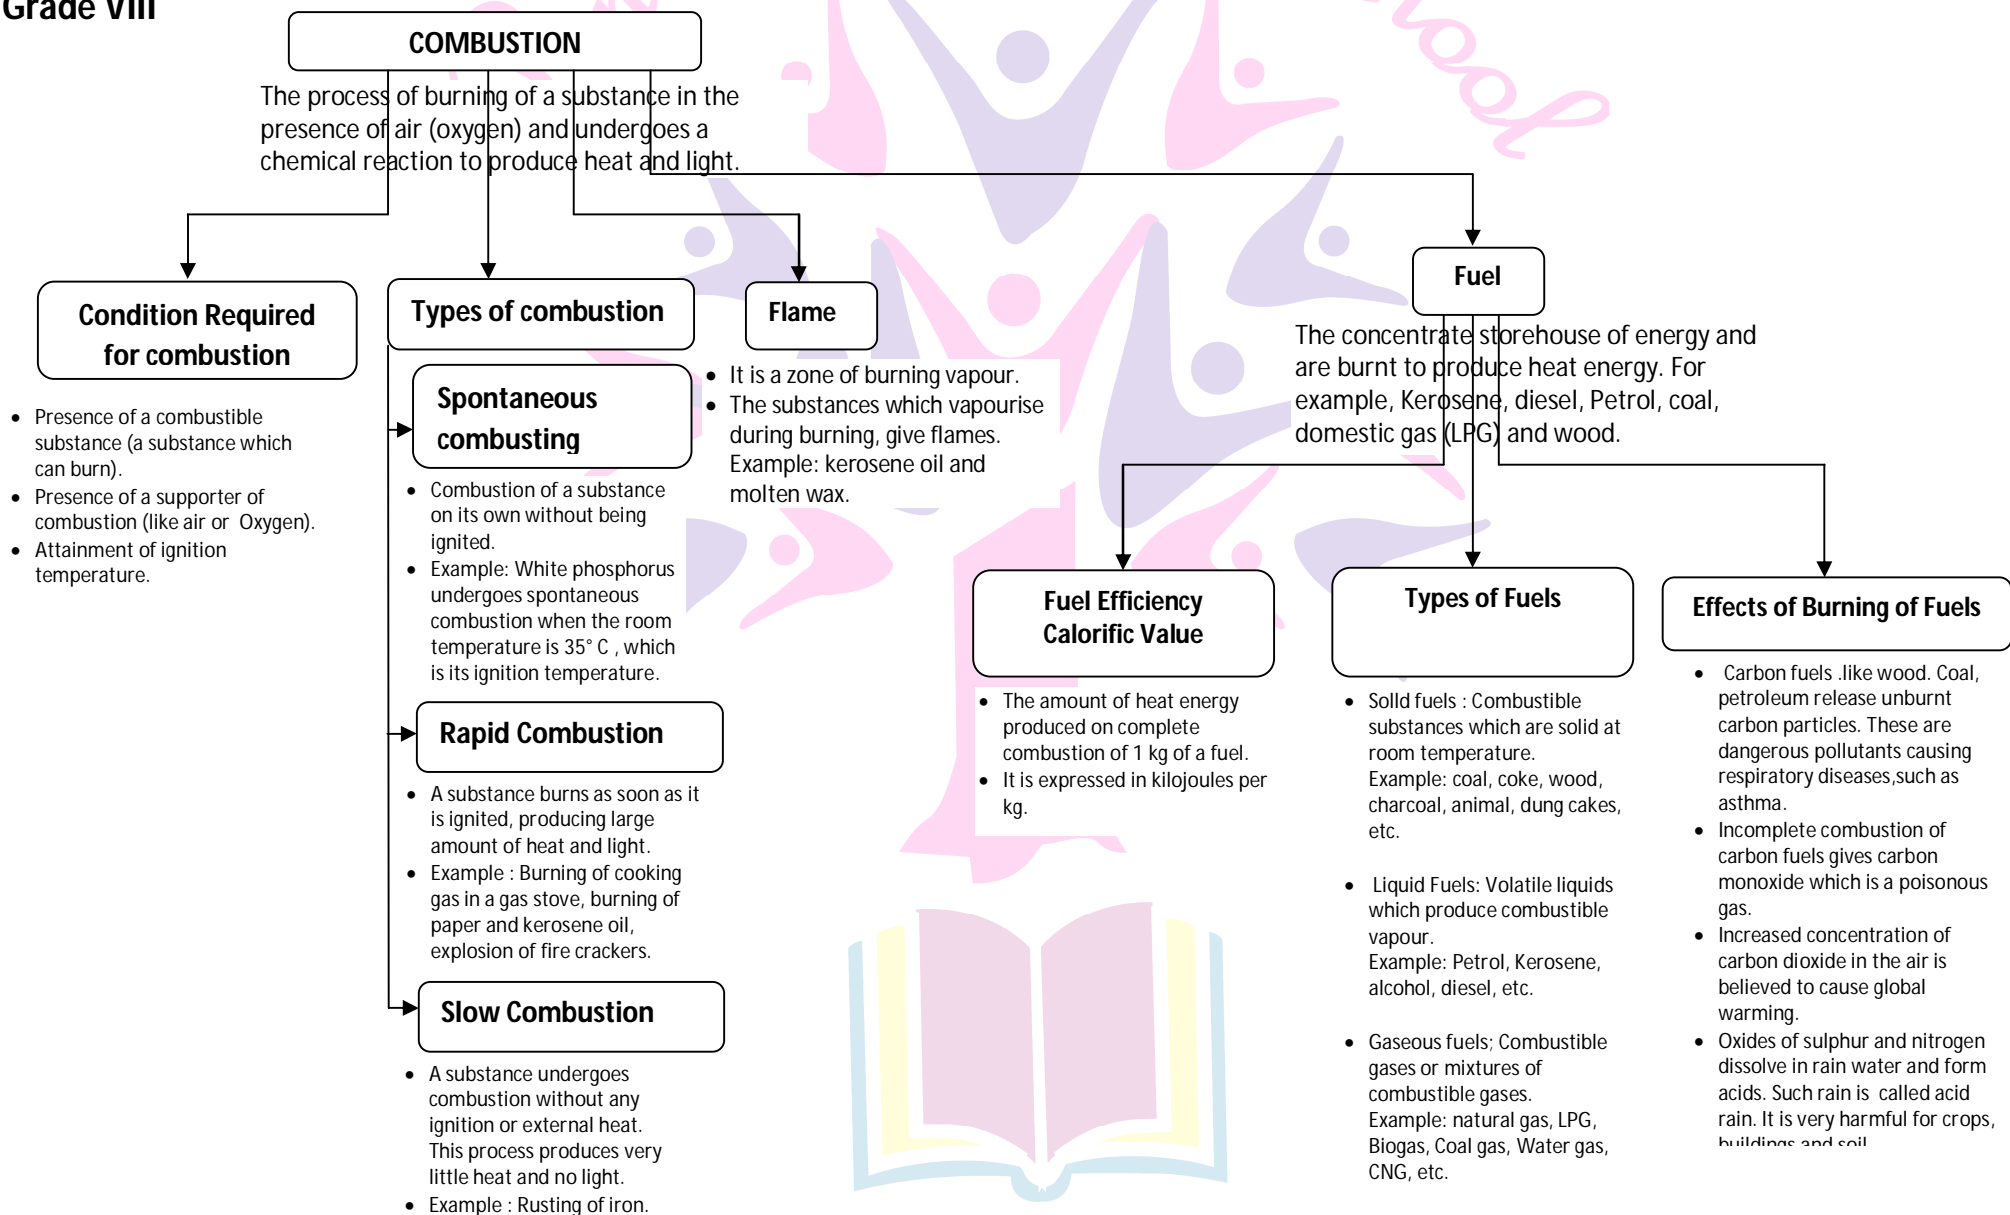 Grade VIII
COMBUSTION
The process of burning of a substance in the
presence of air (oxygen) and undergoes a
chemical reaction to produce heat and light.
Condition Required
for combustion
• Presence of a combustible
substance (a substance which
can burn).
• Presence of a supporter of
combustion (like air or Oxygen).
• Attainment of ignition
temperature.
Types of combustion
Spontaneous
combusting
• Combustion of a substance
on its own without being
ignited.
• Example: White phosphorus
undergoes spontaneous
combustion when the room
temperature is 35° C , which
is its ignition temperature.
Rapid Combustion
• A substance burns as soon as it
is ignited, producing large
amount of heat and light.
• Example : Burning of cooking
gas in a gas stove, burning of
paper and kerosene oil,
explosion of fire crackers.
Slow Combustion
• A substance undergoes
combustion without any
ignition or external heat.
This process produces very
little heat and no light.
• Example : Rusting of iron.
Flame
• It is a zone of burning vapour.
• The substances which vapourise
during burning, give flames.
Example: kerosene oil and
molten wax.
Fuel
The concentrate storehouse of energy and
are burnt to produce heat energy. For
example, Kerosene, diesel, Petrol, coal,
domestic gas (LPG) and wood.
Fuel Efficiency
Calorific Value
• The amount of heat energy
produced on complete
combustion of 1 kg of a fuel.
• It is expressed in kilojoules per
kg.
Types of Fuels
• Solld fuels : Combustible
substances which are solid at
room temperature.
Example: coal, coke, wood,
charcoal, animal, dung cakes,
etc.
• Liquid Fuels: Volatile liquids
which produce combustible
vapour.
Example: Petrol, Kerosene,
alcohol, diesel, etc.
• Gaseous fuels; Combustible
gases or mixtures of
combustible gases.
Example: natural gas, LPG,
Biogas, Coal gas, Water gas,
CNG, etc.
Effects of Burning of Fuels
• Carbon fuels .like wood. Coal,
petroleum release unburnt
carbon particles. These are
dangerous pollutants causing
respiratory diseases,such as
asthma.
• Incomplete combustion of
carbon fuels gives carbon
monoxide which is a poisonous
gas.
• Increased concentration of
carbon dioxide in the air is
believed to cause global
warming.
• Oxides of sulphur and nitrogen
dissolve in rain water and form
acids. Such rain is called acid
rain. It is very harmful for crops,
buildings and soil